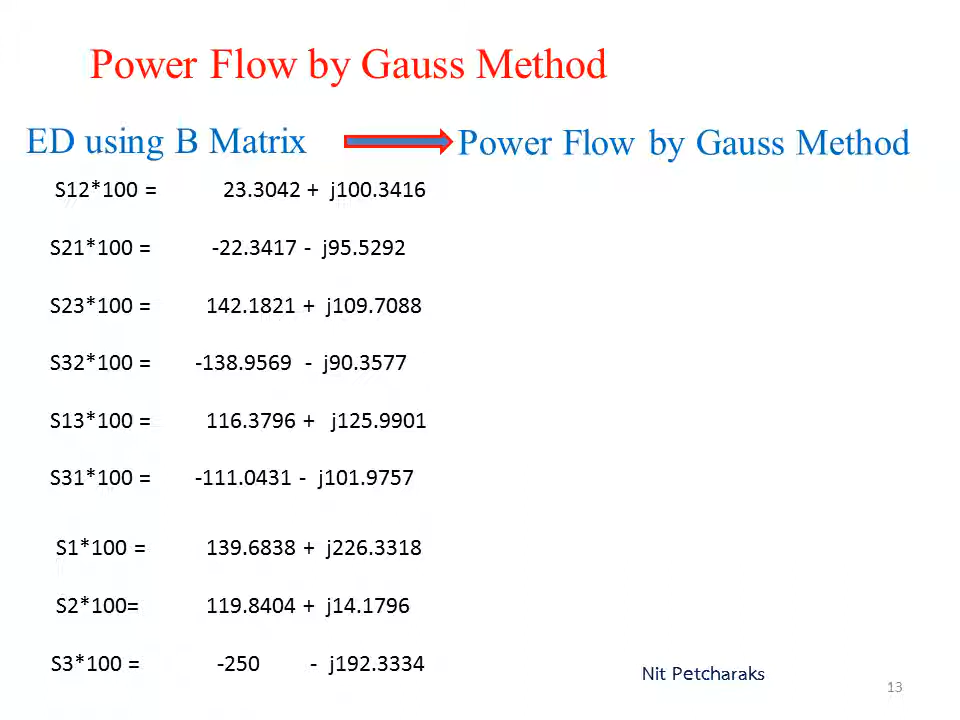 Power Flow by Gauss Method
ED using B Matrix Power Flow by Gauss Method
S12*100 = 23.3042 + j100.3416
S21*100 = -22.3417 - j95.5292
S23*100 = 142.1821 + j109.7088
S32*100 = -138.9569 - j90.3577
S13*100 = 116.3796 + j125.9901
S31*100 = -111.0431 - j101.9757
S1*100 = 139.6838 + j226.3318
S2*100= 119.8404 + j14.1796
S3*100 = -250 - j192.3334
Nit Petcharaks
13